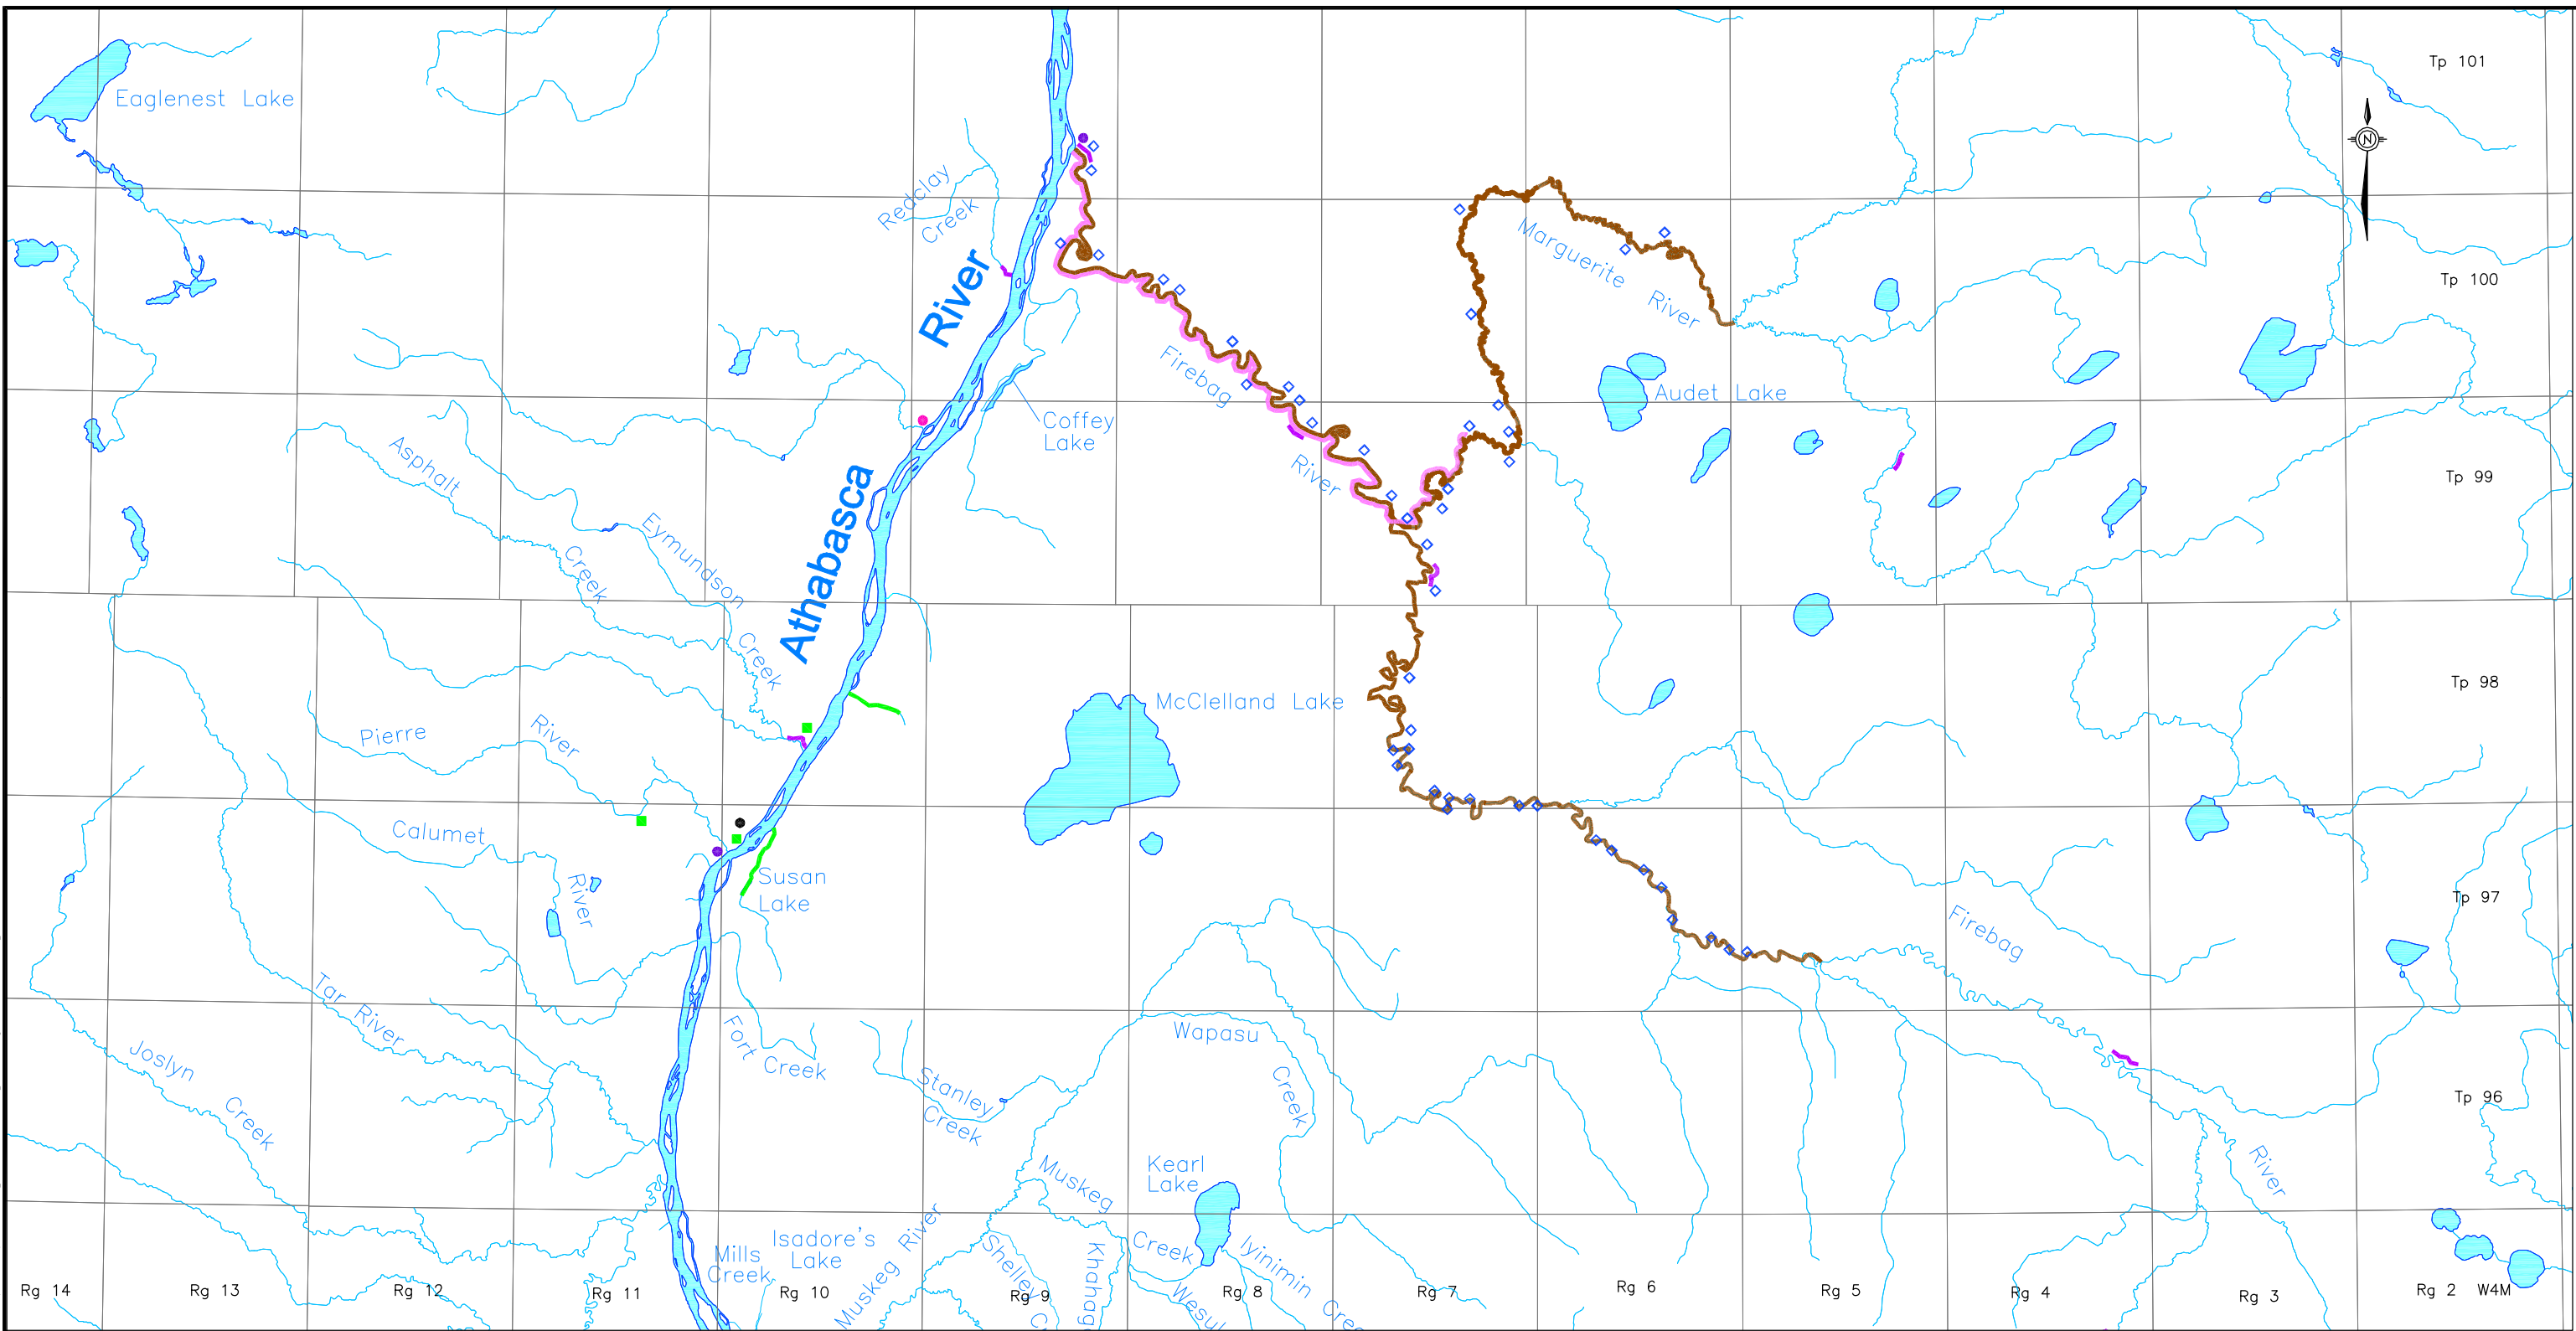 Tp 101
Eaglenest Lake
N
Redclay
Creek
Marguerite River
Tp 100
River
Firebag
Audet Lake
Coffey
Lake
Asphalt
River
Tp 99
Athabasca
Eymundson
Creek
Creek
Tp 98
McClelland Lake
Pierre
River
Calumet
River
Susan
Lake
Tp 97
Firebag
Tar River
Fort Creek
Wapasu
Creek
Joslyn
Creek
Stanley
Creek
Tp 96
Kearl
Lake
Muskeg
Creek
River
Isadore's
Lake
Muskeg River
Mills
Creek
Shelley C
Khahag
Iyinimin Cree
Wesu
Rg 14
Rg 13
Rg 12
Rg 11
Rg 10
Rg 9
Rg 8
Rg 7
Rg 6
Rg 5
Rg 4
Rg 3
Rg 2 W4M